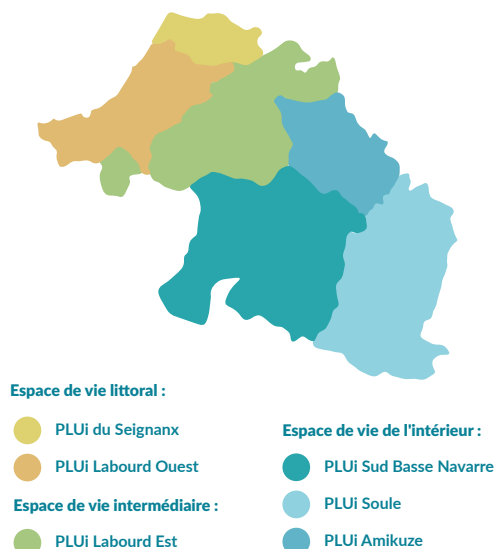 Espace de vie littoral :
PLUi du Seignanx
PLUi Labourd Ouest
Espace de vie intermédiaire :
PLUi Labourd Est
Espace de vie de l'intérieur :
PLUi Sud Basse Navarre
PLUi Soule
PLUi Amikuze